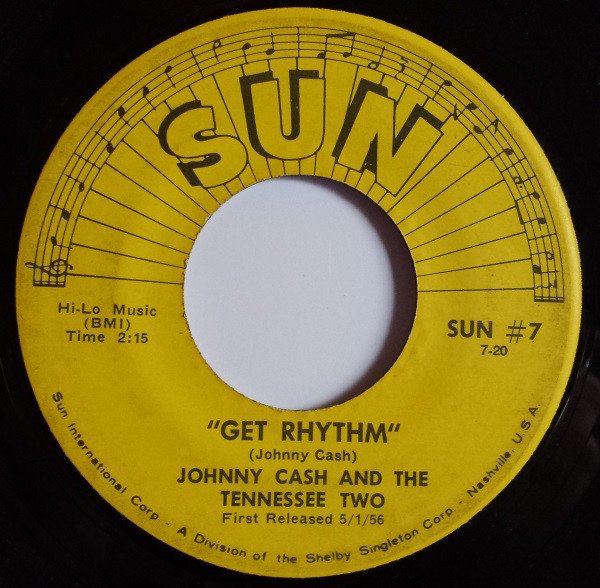 SUN
Hi-Lo Music
(BMI)
Time 2:15
SUN #7
7-20
"GET RHYTHM"
(Johnny Cash)
JOHNNY CASH AND THE
TENNESSEE TWO
First Released 5/1/56
Sun International Corp. - A Division of the Shelby Singleton Corp - Nashville, U.S.A.